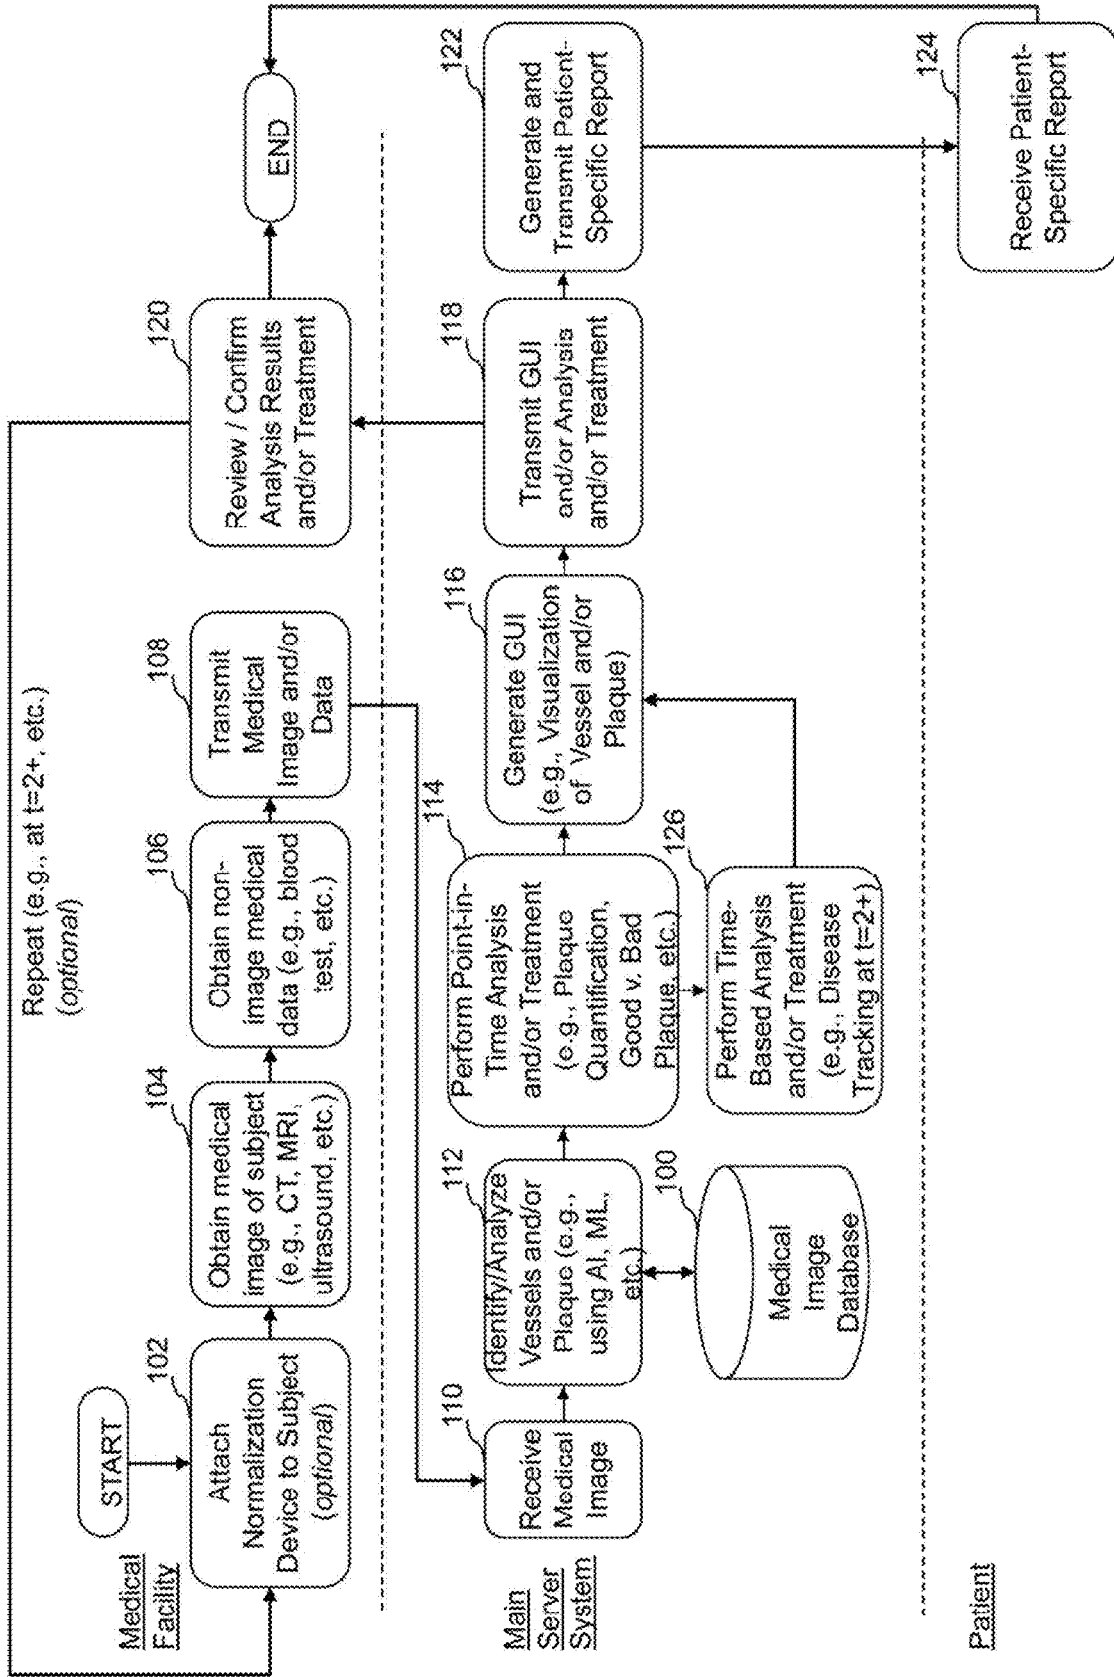 Repeat (e.g., at t=2+, etc.)
(optional)
Medical
Facility
START
102
Attach
Normalization
Device to Subject
(optional)
104
Obtain medical
image of subject
(e.g., CT, MRI,
ultrasound, etc.)
106
Obtain non-
image medical
data (e.g., blood
test, etc.)
108
Transmit
Medical
Image and/or
Data
120
Review / Confirm
Analysis Results
and/or Treatment
END
Main
Server
System
110
Receive
Medical
Image
112
Identify/Analyze
Vessels and/or
Plaque (e.g.,
using AI, ML,
etc.)
100
Medical
Image
Database
114
Perform Point-in-
Time Analysis
and/or Treatment
(e.g., Plaque
Quantification,
Good v. Bad
Plaque, etc.)
126
Perform Time-
Based Analysis
and/or Treatment
(e.g., Disease
Tracking at t=2+)
116
Generate GUI
(e.g., Visualization
of Vessel and/or
Plaque)
118
Transmit GUI
and/or Analysis
and/or Treatment
122
Generate and
Transmit Patient-
Specific Report
Patient
124
Receive Patient-
Specific Report